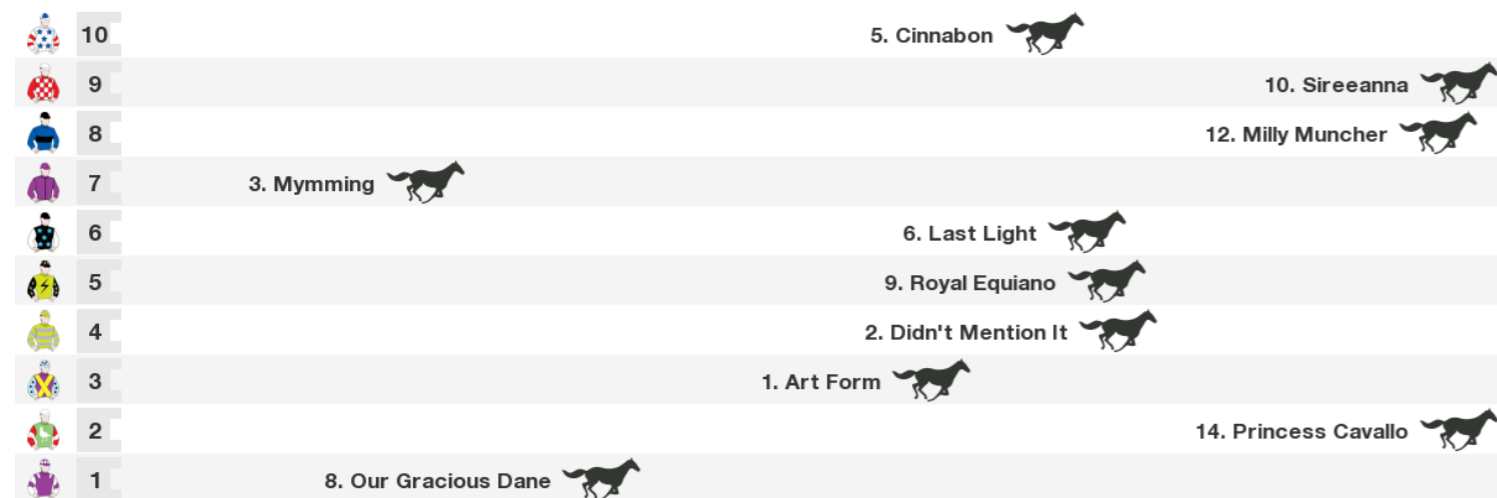 10 5. Cinnabon
9 10. Sireeanna
8 12. Milly Muncher
7 3. Mymming
6 6. Last Light
5 9. Royal Equiano
4 2. Didn't Mention It
3 1. Art Form
2 14. Princess Cavallo
1 8. Our Gracious Dane